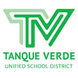 TV
TANQUE VERDE
UNIFIED SCHOOL DISTRICT